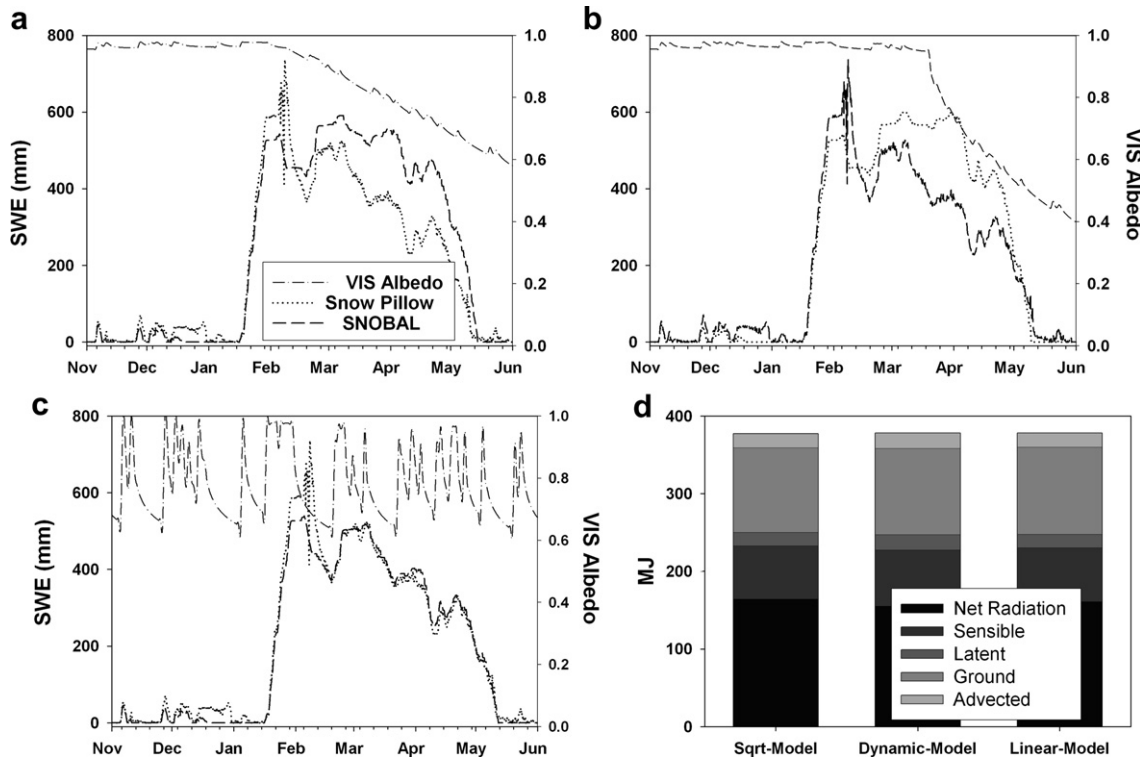 a
SWE (mm)
800
600
400
200
0
1.0
0.8
0.6
0.4
0.2
0.0
VIS Albedo
VIS Albedo
Snow Pillow
SNOBAL
Nov Dec Jan Feb Mar Apr May Jun
b
800
600
400
200
0
1.0
0.8
0.6
0.4
0.2
0.0
VIS Albedo
Nov Dec Jan Feb Mar Apr May Jun
c
SWE (mm)
800
600
400
200
0
1.0
0.8
0.6
0.4
0.2
0.0
VIS Albedo
Nov Dec Jan Feb Mar Apr May Jun
d
MJ
400
300
200
100
0
Net Radiation
Sensible
Latent
Ground
Advected
Sqrt-Model Dynamic-Model Linear-Model